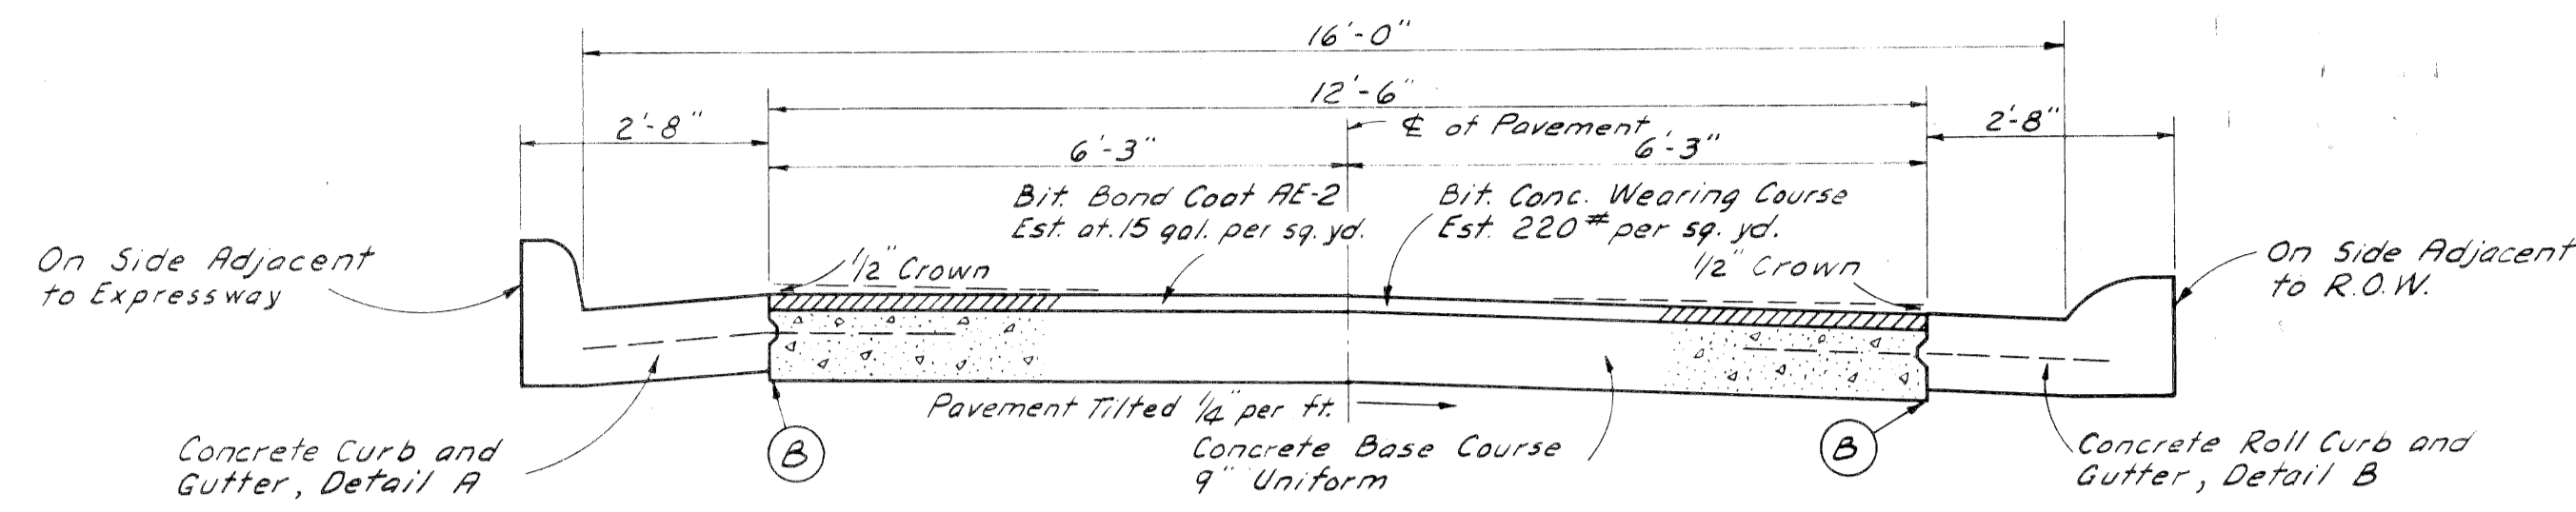 16'-0"
12'-6"
2'-8"
℄ of Pavement
2'-8"
6'-3"
6'-3"
Bit. Bond Coat AE-2
Est. at .15 gal. per sq. yd.
Bit. Conc. Wearing Course
Est. 220# per sq. yd.
On Side Adjacent
to Expressway
1/2" Crown
1/2" Crown
On Side Adjacent
to R.O.W.
Pavement Tilted 1/4" per ft.
Concrete Base Course
9" Uniform
Concrete Curb and
Gutter, Detail A
B
B
Concrete Roll Curb and
Gutter, Detail B